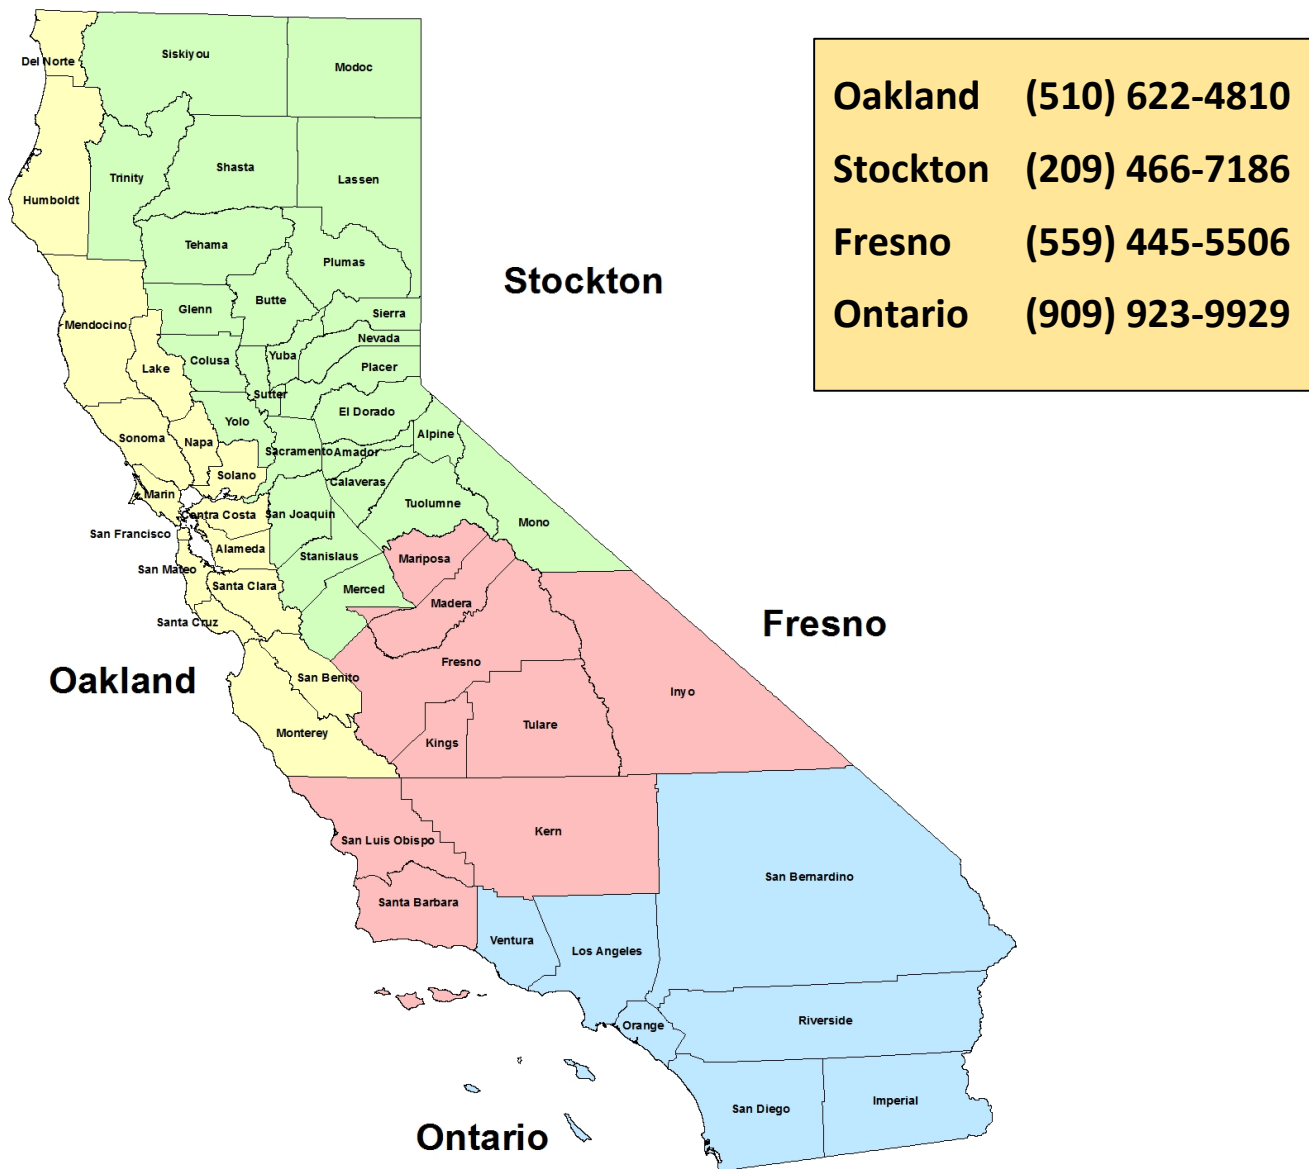 Del Norte
Siskiyou
Modoc
Humboldt
Trinity
Shasta
Lassen
Tehama
Plumas
Mendocino
Glenn
Butte
Sierra
Nevada
Lake
Colusa
Yuba
Placer
Sutter
El Dorado
Sonoma
Napa
Yolo
Sacramento
Amador
Alpine
Solano
Calaveras
Marin
Contra Costa
San Joaquin
Tuolumne
Mono
San Francisco
Alameda
Stanislaus
Mariposa
San Mateo
Santa Clara
Merced
Madera
Santa Cruz
San Benito
Fresno
Inyo
Monterey
Kings
Tulare
San Luis Obispo
Kern
San Bernardino
Santa Barbara
Ventura
Los Angeles
Orange
Riverside
San Diego
Imperial
Stockton
Fresno
Oakland
Ontario
Oakland (510) 622-4810
Stockton (209) 466-7186
Fresno (559) 445-5506
Ontario (909) 923-9929